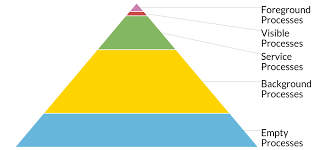 Foreground
Processes
Visible
Processes
Service
Processes
Background
Processes
Empty
Processes